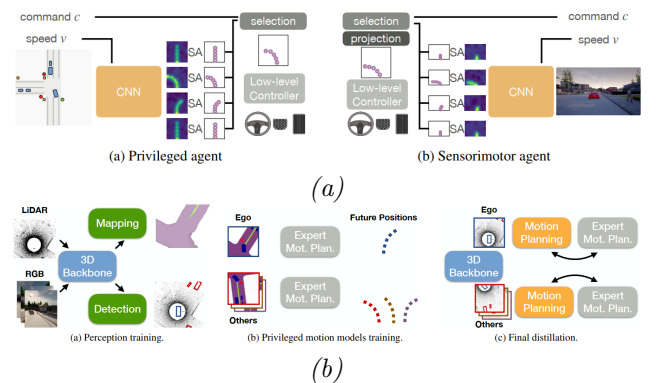 command c
speed v
CNN
SA
SA
SA
SA
selection
Low-level
Controller
(a) Privileged agent
selection
projection
Low-level
Controller
SA
SA
SA
SA
CNN
command c
speed v
(b) Sensorimotor agent
(a)
LiDAR
RGB
3D
Backbone
Mapping
Detection
(a) Perception training.
Ego
Expert
Mot. Plan.
Future Positions
Expert
Mot. Plan.
Others
(b) Privileged motion models training.
Ego
3D
Backbone
Motion
Planning
Expert
Mot. Plan.
Motion
Planning
Expert
Mot. Plan.
Others
(c) Final distillation.
(b)